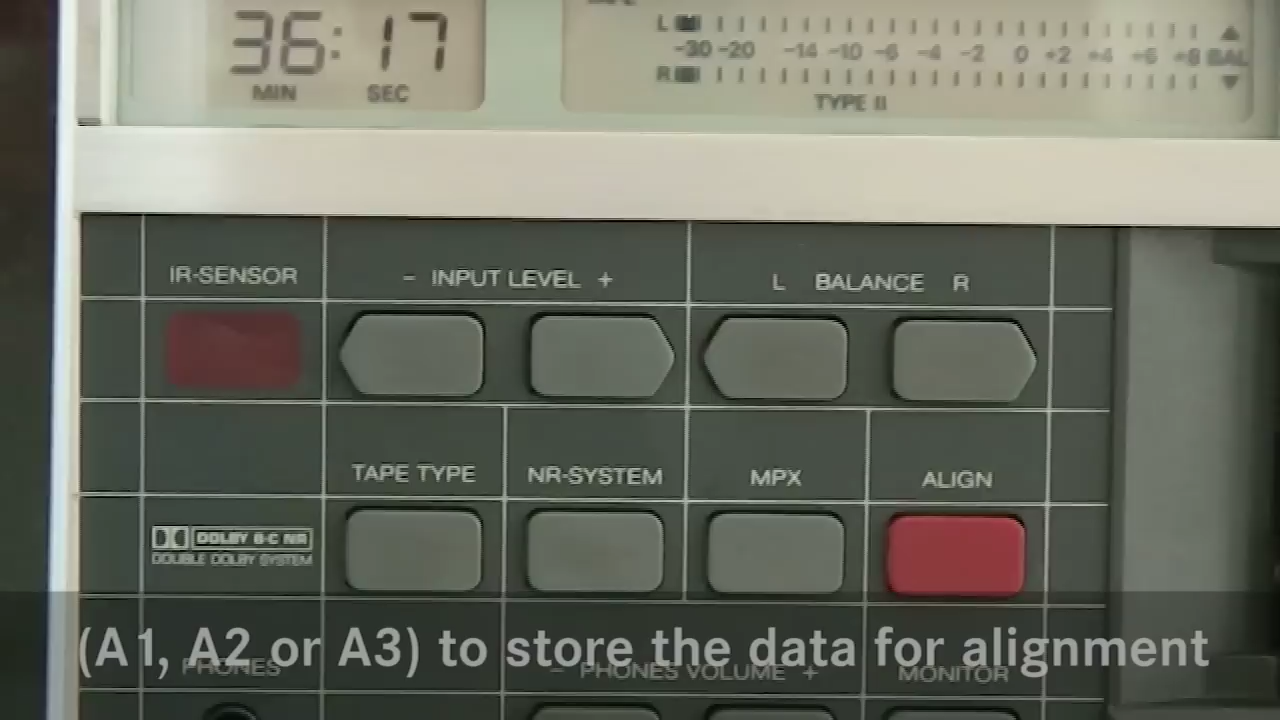 36:17
MIN SEC
L
-30 -20 -14 -10 -6 -4 -2 0 +2 +4 +6 +8 BAL
R
TYPE II
IR-SENSOR
- INPUT LEVEL +
L BALANCE R
TAPE TYPE
NR-SYSTEM
MPX
ALIGN
DOLBY B-C NR
DOUBLE DOLBY SYSTEM
(A1, A2 or A3) to store the data for alignment
PHONES
- PHONES VOLUME +
MONITOR